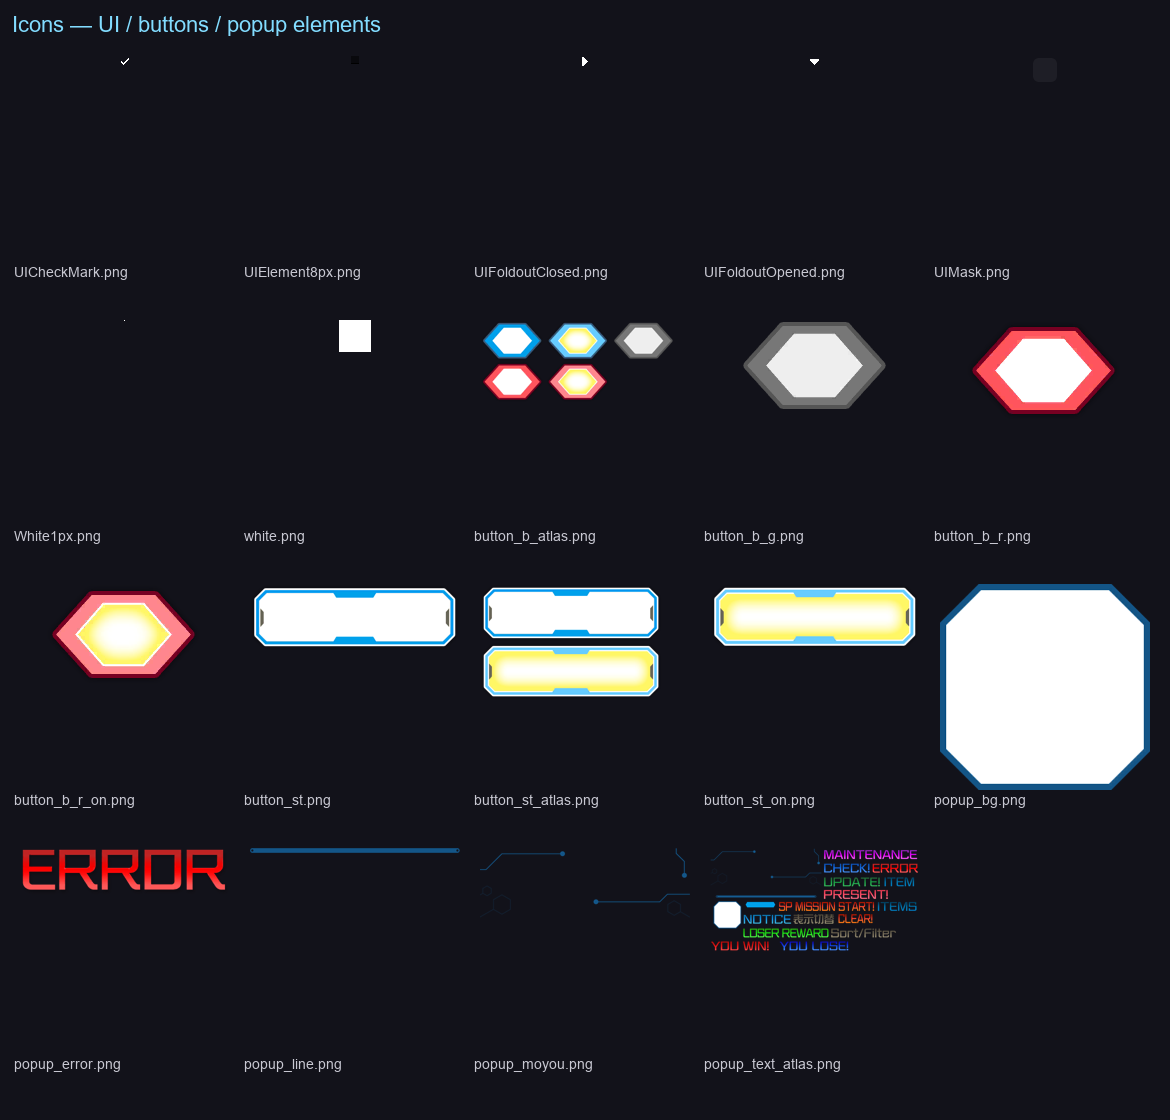 Icons — UI / buttons / popup elements
UICheckMark.png
UIElement8px.png
UIFoldoutClosed.png
UIFoldoutOpened.png
UIMask.png
White1px.png
white.png
button_b_atlas.png
button_b_g.png
button_b_r.png
button_b_r_on.png
button_st.png
button_st_atlas.png
button_st_on.png
popup_bg.png
ERROR
MAINTENANCE
CHECK! ERROR
UPDATE! ITEM
PRESENT!
SP MISSION START! ITEMS
NOTICE 表示切替 CLEAR!
LOSER REWARD Sort/Filter
YOU WIN! YOU LOSE!
popup_error.png
popup_line.png
popup_moyou.png
popup_text_atlas.png